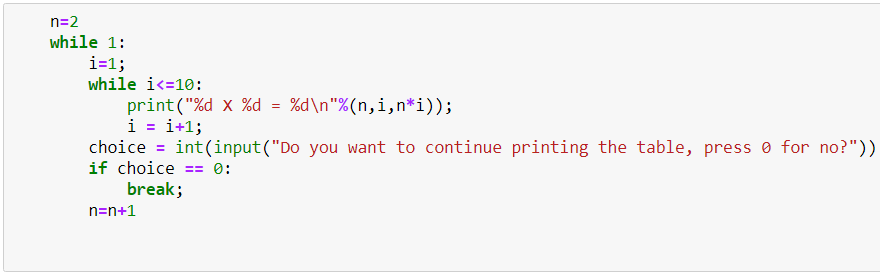 n=2
while 1:
    i=1;
    while i<=10:
        print("%d X %d = %d\n"%(n,i,n*i));
        i = i+1;
    choice = int(input("Do you want to continue printing the table, press 0 for no?"))
    if choice == 0:
        break;
    n=n+1